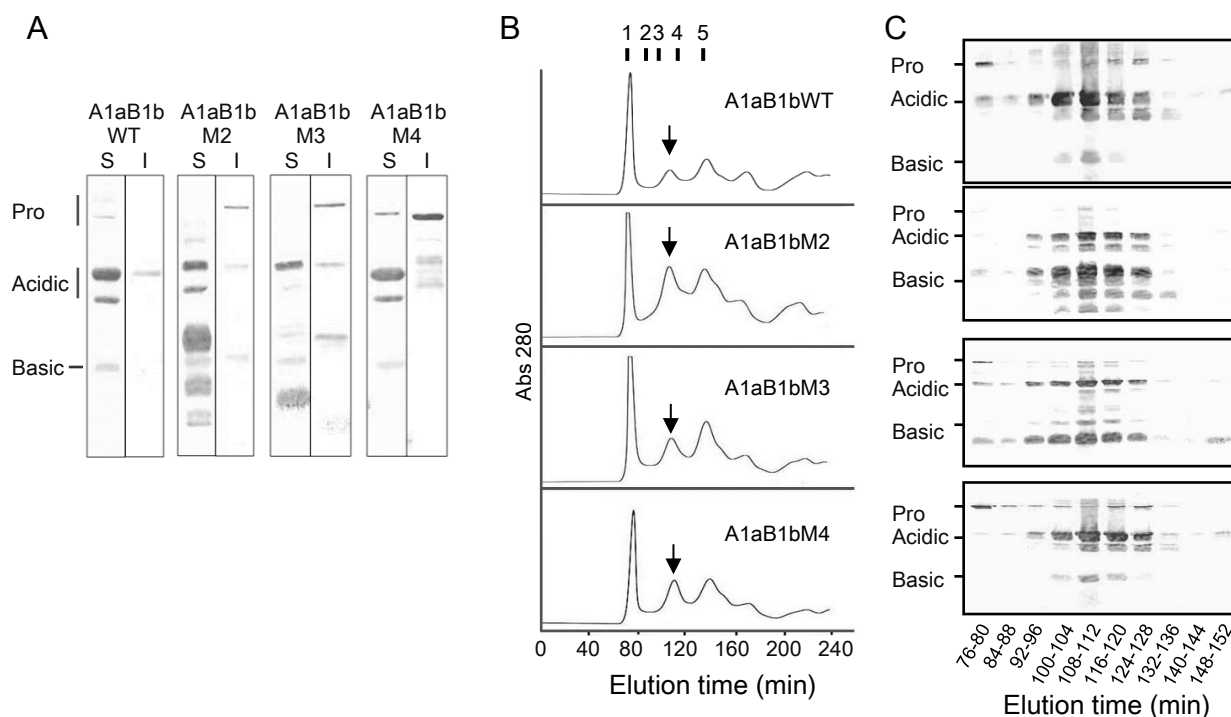 A
A1aB1b A1aB1b A1aB1b A1aB1b
WT M2 M3 M4
S I S I S I S I
Pro
Acidic
Basic
B
1 2 3 4 5
A1aB1bWT
A1aB1bM2
A1aB1bM3
A1aB1bM4
Abs 280
0 40 80 120 160 200 240
Elution time (min)
C
Pro
Acidic
Basic
Pro
Acidic
Basic
Pro
Acidic
Basic
Pro
Acidic
Basic
76-80 84-88 92-96 100-104 108-112 116-120 124-128 132-136 140-144 148-152
Elution time (min)